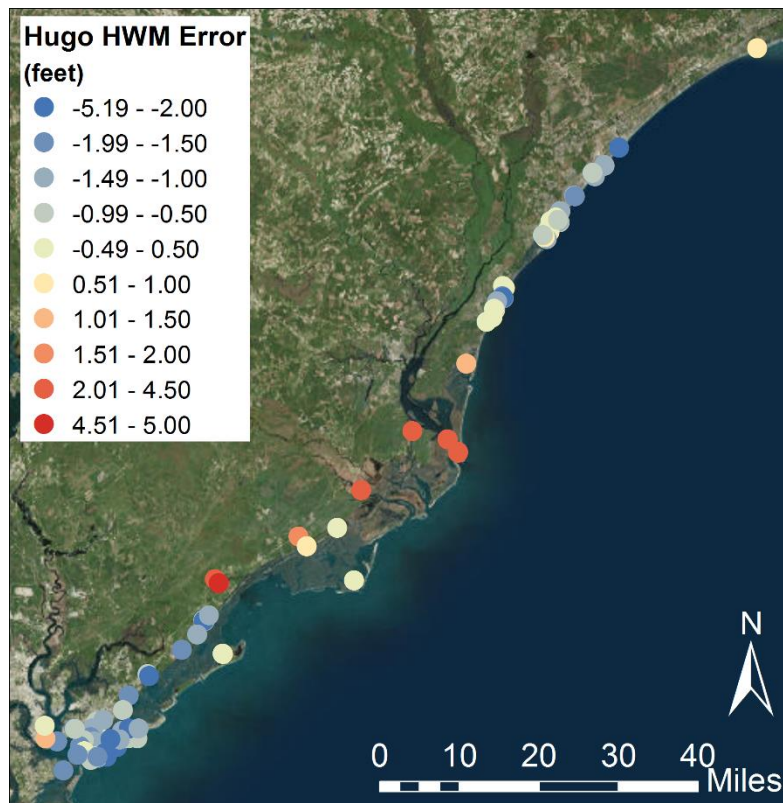 Hugo HWM Error
(feet)
-5.19 - -2.00
-1.99 - -1.50
-1.49 - -1.00
-0.99 - -0.50
-0.49 - 0.50
0.51 - 1.00
1.01 - 1.50
1.51 - 2.00
2.01 - 4.50
4.51 - 5.00
N
0 10 20 40
Miles